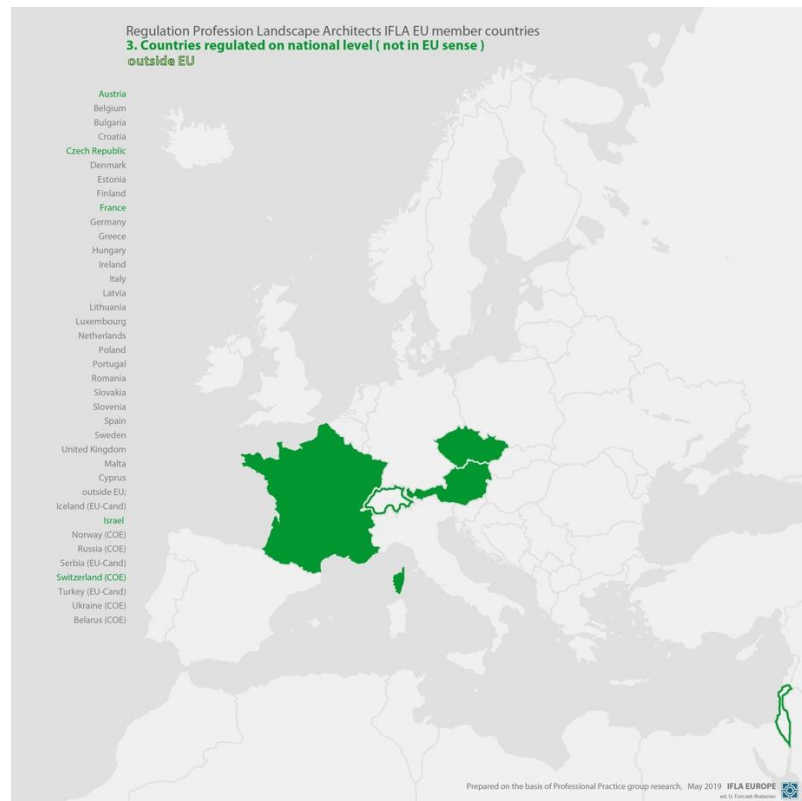 Regulation Profession Landscape Architects IFLA EU member countries
3. Countries regulated on national level ( not in EU sense )
outside EU
Austria
Belgium
Bulgaria
Croatia
Czech Republic
Denmark
Estonia
Finland
France
Germany
Greece
Hungary
Ireland
Italy
Latvia
Lithuania
Luxembourg
Netherlands
Poland
Portugal
Romania
Slovakia
Slovenia
Spain
Sweden
United Kingdom
Malta
Cyprus
outside EU;
Iceland (EU-Cand)
Israel
Norway (COE)
Russia (COE)
Serbia (EU-Cand)
Switzerland (COE)
Turkey (EU-Cand)
Ukraine (COE)
Belarus (COE)
Prepared on the basis of Professional Practice group research, May 2019 IFLA EUROPE